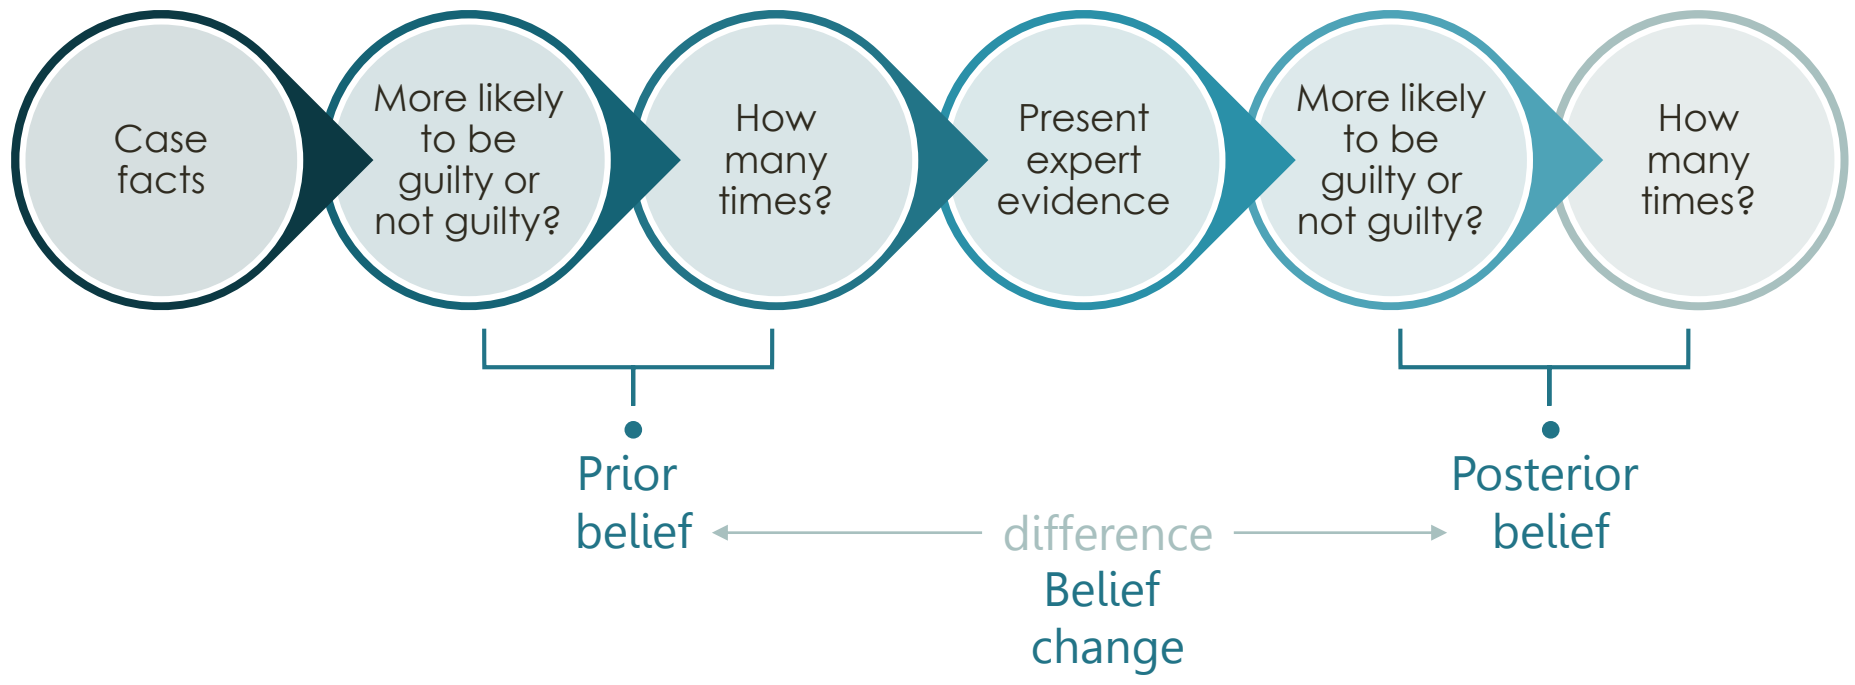 Case
facts
More likely
to be
guilty or
not guilty?
How
many
times?
Present
expert
evidence
More likely
to be
guilty or
not guilty?
How
many
times?
Prior
belief
difference
Belief
change
Posterior
belief